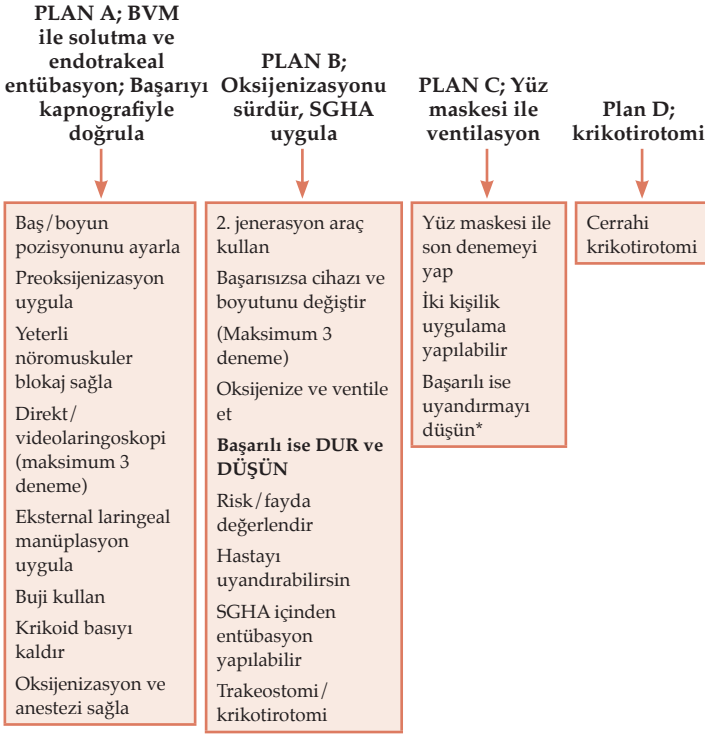 PLAN A; BVM
ile solutma ve
endotrakeal
entübasyon; Başarıyı
kapnografiyle
doğrula
Baş/boyun
pozisyonunu ayarla
Preoksijenizasyon
uygula
Yeterli
nöromuskuler
blokaj sağla
Direkt/
videolaringoskopi
(maksimum 3
deneme)
Eksternal laringeal
manüplasyon
uygula
Buji kullan
Krikoid basıyı
kaldır
Oksijenizasyon ve
anestezi sağla
PLAN B;
Oksijenizasyonu
sürdür, SGHA
uygula
2. jenerasyon araç
kullan
Başarısızsa cihazı ve
boyutunu değiştir
(Maksimum 3
deneme)
Oksijenize ve ventile
et
Başarılı ise DUR ve
DÜŞÜN
Risk/fayda
değerlendir
Hastayı
uyandırabilirsin
SGHA içinden
entübasyon
yapılabilir
Trakeostomi/
krikotirotomi
PLAN C; Yüz
maskesi ile
ventilasyon
Yüz maskesi ile
son denemeyi
yap
İki kişilik
uygulama
yapılabilir
Başarılı ise
uyandırmayı
düşün*
Plan D;
krikotirotomi
Cerrahi
krikotirotomi